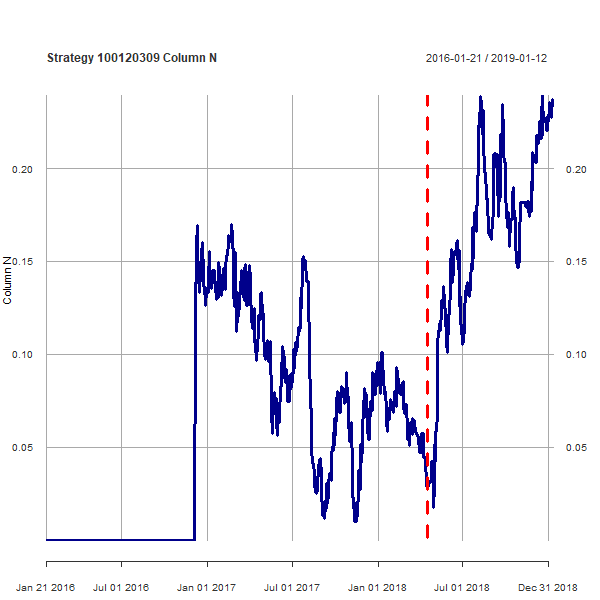 Strategy 100120309 Column N
2016-01-21 / 2019-01-12
0.20 0.20
0.15 0.15
Column N
0.10 0.10
0.05 0.05
Jan 21 2016 Jul 01 2016 Jan 01 2017 Jul 01 2017 Jan 01 2018 Jul 01 2018 Dec 31 2018